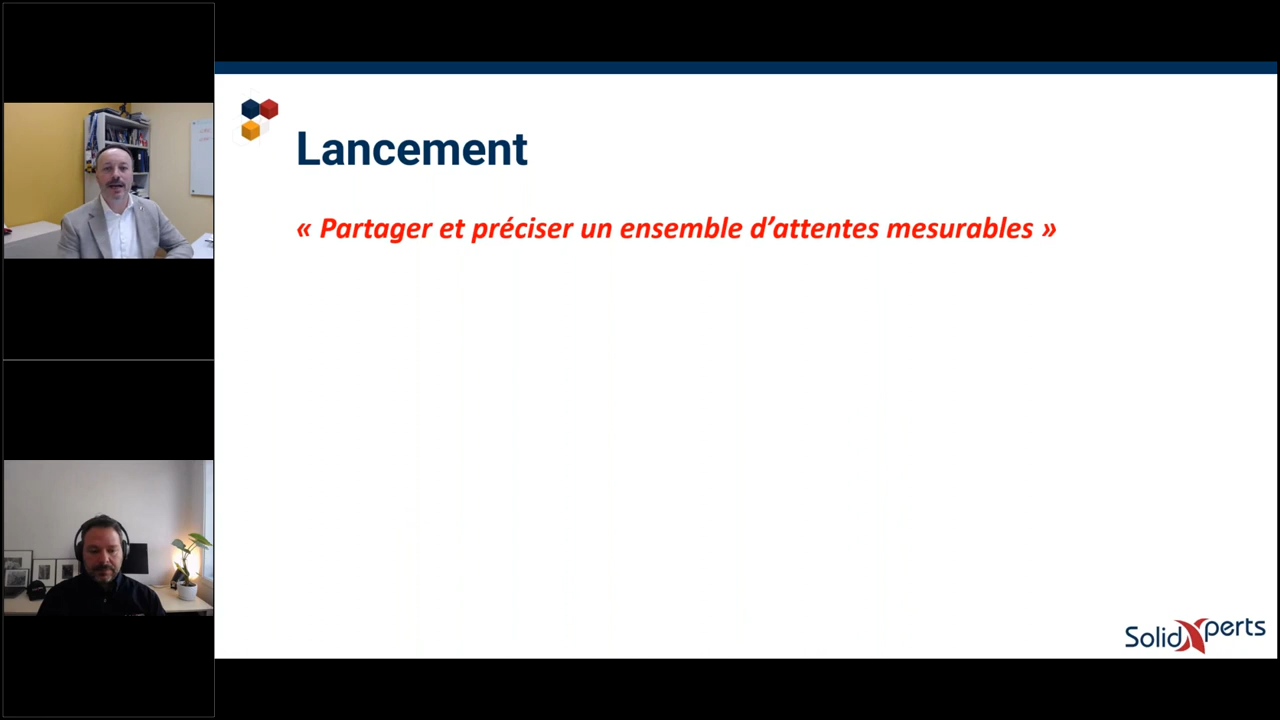 Lancement
« Partager et préciser un ensemble d’attentes mesurables »
SolidXperts